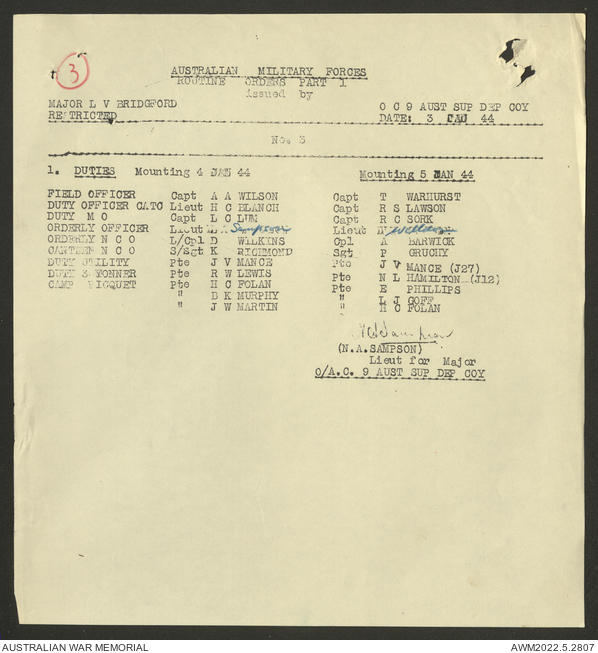 3
AUSTRALIAN MILITARY FORCES
ROUTINE ORDERS PART 1
issued by
MAJOR L V BRIDGFORD O C 9 AUST SUP DEP COY
RESTRICTED DATE: 3 JAN 44
No. 3
1. DUTIES Mounting 4 JAN 44 Mounting 5 JAN 44
FIELD OFFICER Capt A A WILSON Capt T WARHURST
DUTY OFFICER CATC Lieut H C BLANCH Capt R S LAWSON
DUTY M O Capt L C LUM Capt R C SORK
ORDERLY OFFICER Lieut Sampson Lieut
ORDERLY N C O L/Cpl D WILKINS Cpl A BARWICK
CANTEEN N C O S/Sgt K RICHMOND Sgt P GRUCHY
DUTY UTILITY Pte J V MANCE Pte J V MANCE (J27)
DUTY 3 TONNER Pte R W LEWIS Pte N L HAMILTON (J12)
CAMP PICQUET Pte H C FOLAN Pte E PHILLIPS
" B K MURPHY " L J GOFF
" J W MARTIN " H C FOLAN
NASampson
(N.A.SAMPSON)
Lieut for Major
O/A.C. 9 AUST SUP DEP COY
AUSTRALIAN WAR MEMORIAL AWM2022.5.2807